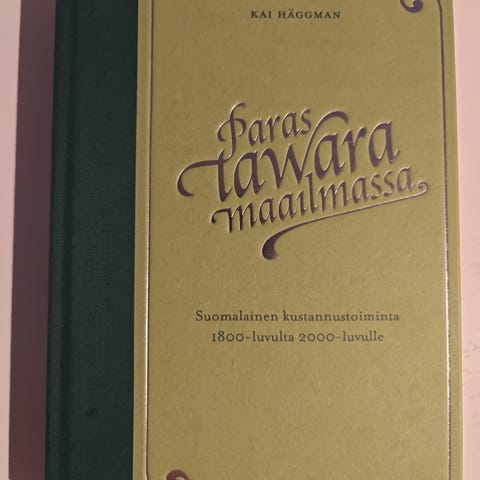 KAI HÄGGMAN
Paras
tawara
maailmassa
Suomalainen kustannustoiminta
1800-luvulta 2000-luvulle